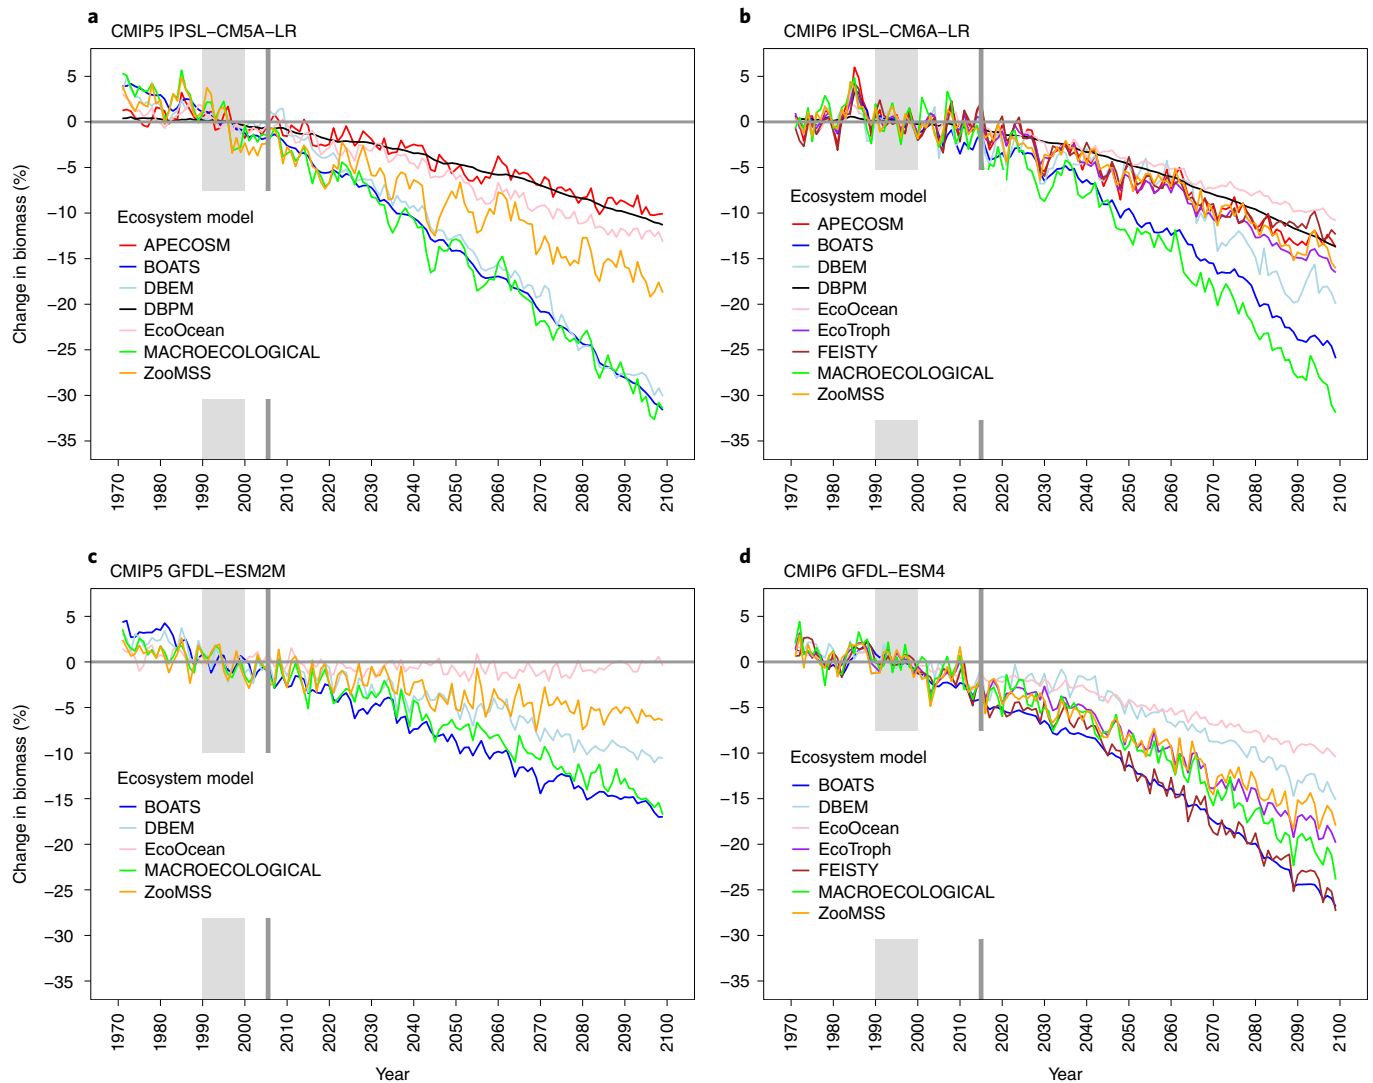 a
CMIP5 IPSL–CM5A–LR
Change in biomass (%)
5
0
–5
–10
–15
–20
–25
–30
–35
Ecosystem model
APECOSM
BOATS
DBEM
DBPM
EcoOcean
MACROECOLOGICAL
ZooMSS
1970 1980 1990 2000 2010 2020 2030 2040 2050 2060 2070 2080 2090 2100
b
CMIP6 IPSL–CM6A–LR
5
0
–5
–10
–15
–20
–25
–30
–35
Ecosystem model
APECOSM
BOATS
DBEM
DBPM
EcoOcean
EcoTroph
FEISTY
MACROECOLOGICAL
ZooMSS
1970 1980 1990 2000 2010 2020 2030 2040 2050 2060 2070 2080 2090 2100
c
CMIP5 GFDL–ESM2M
Change in biomass (%)
5
0
–5
–10
–15
–20
–25
–30
–35
Ecosystem model
BOATS
DBEM
EcoOcean
MACROECOLOGICAL
ZooMSS
1970 1980 1990 2000 2010 2020 2030 2040 2050 2060 2070 2080 2090 2100
Year
d
CMIP6 GFDL–ESM4
5
0
–5
–10
–15
–20
–25
–30
–35
Ecosystem model
BOATS
DBEM
EcoOcean
EcoTroph
FEISTY
MACROECOLOGICAL
ZooMSS
1970 1980 1990 2000 2010 2020 2030 2040 2050 2060 2070 2080 2090 2100
Year